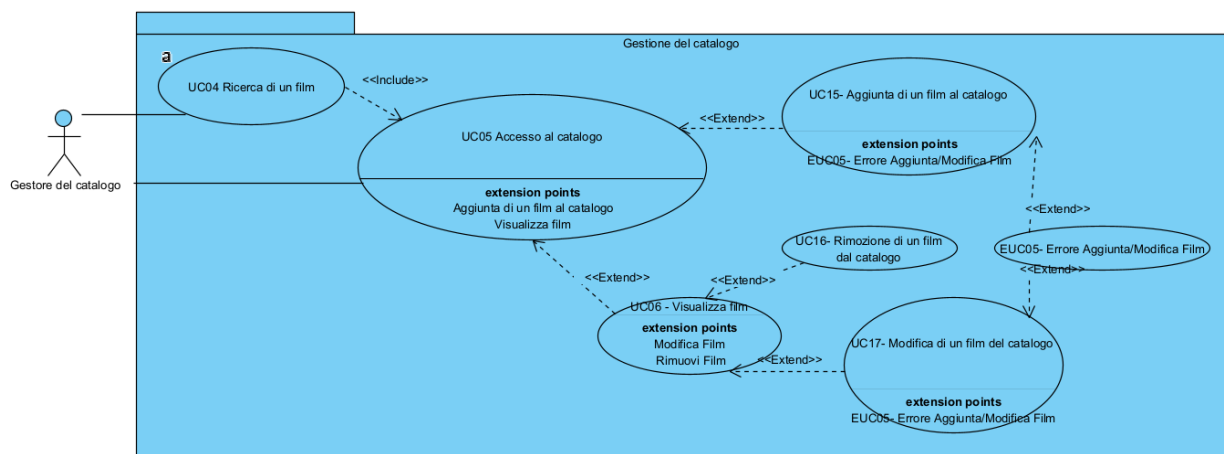 Gestione del catalogo
a
UC04 Ricerca di un film
<<Include>>
Gestore del catalogo
UC05 Accesso al catalogo
extension points
Aggiunta di un film al catalogo
Visualizza film
<<Extend>>
UC15- Aggiunta di un film al catalogo
extension points
EUC05- Errore Aggiunta/Modifica Film
<<Extend>>
UC16- Rimozione di un film
dal catalogo
EUC05- Errore Aggiunta/Modifica Film
<<Extend>>
<<Extend>>
<<Extend>>
UC06 - Visualizza film
extension points
Modifica Film
Rimuovi Film
<<Extend>>
UC17- Modifica di un film del catalogo
extension points
EUC05- Errore Aggiunta/Modifica Film